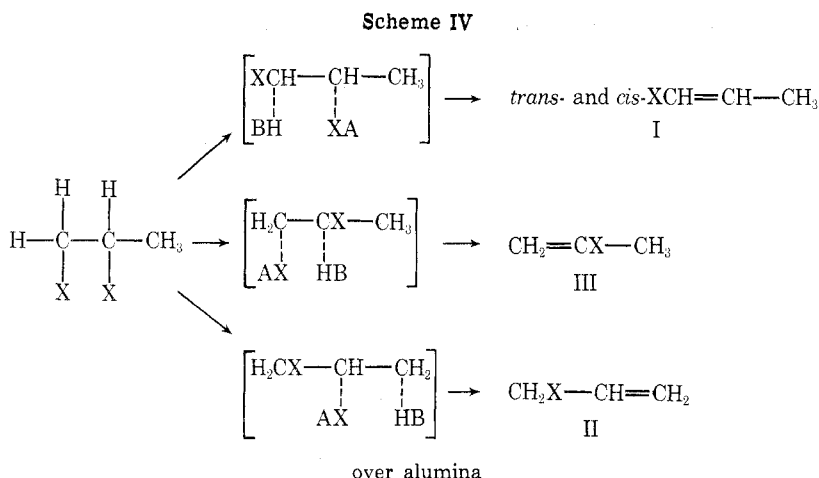 Scheme IV
XCH—CH—CH₃
BH XA
trans- and cis-XCH=CH—CH₃
I
H H
H—C—C—CH₃
X X
H₂C—CX—CH₃
AX HB
CH₂=CX—CH₃
III
H₂CX—CH—CH₂
AX HB
CH₂X—CH=CH₂
II
over alumina